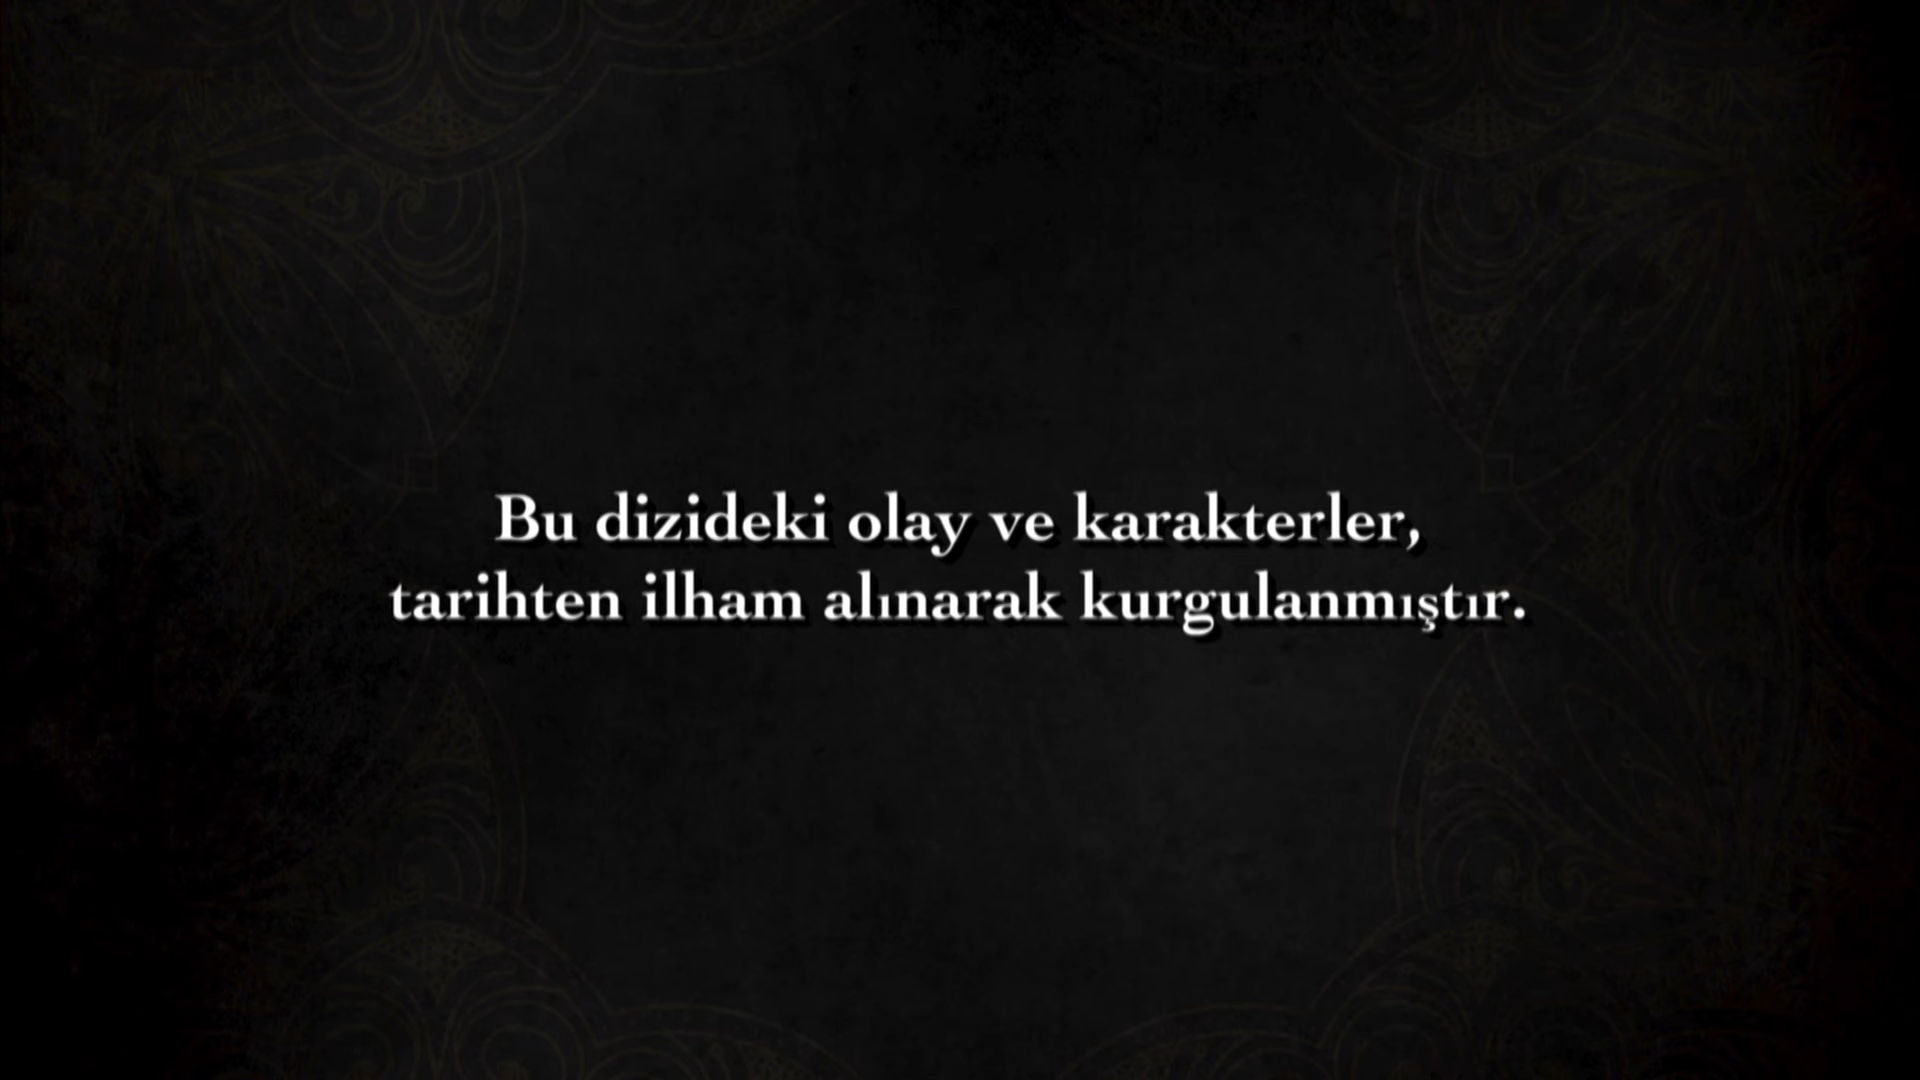 Bu dizideki olay ve karakterler,
tarihten ilham alınarak kurgulanmıştır.